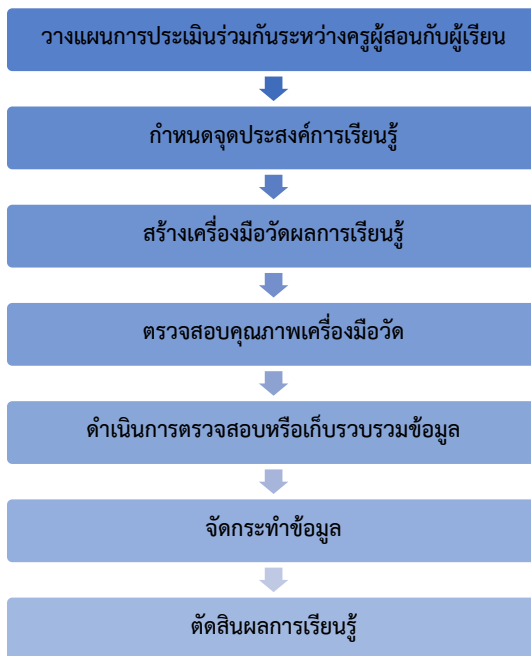 วางแผนการประเมินร่วมกันระหว่างครูผู้สอนกับผู้เรียน
กำหนดจุดประสงค์การเรียนรู้
สร้างเครื่องมือวัดผลการเรียนรู้
ตรวจสอบคุณภาพเครื่องมือวัด
ดำเนินการตรวจสอบหรือเก็บรวบรวมข้อมูล
จัดกระทำข้อมูล
ตัดสินผลการเรียนรู้